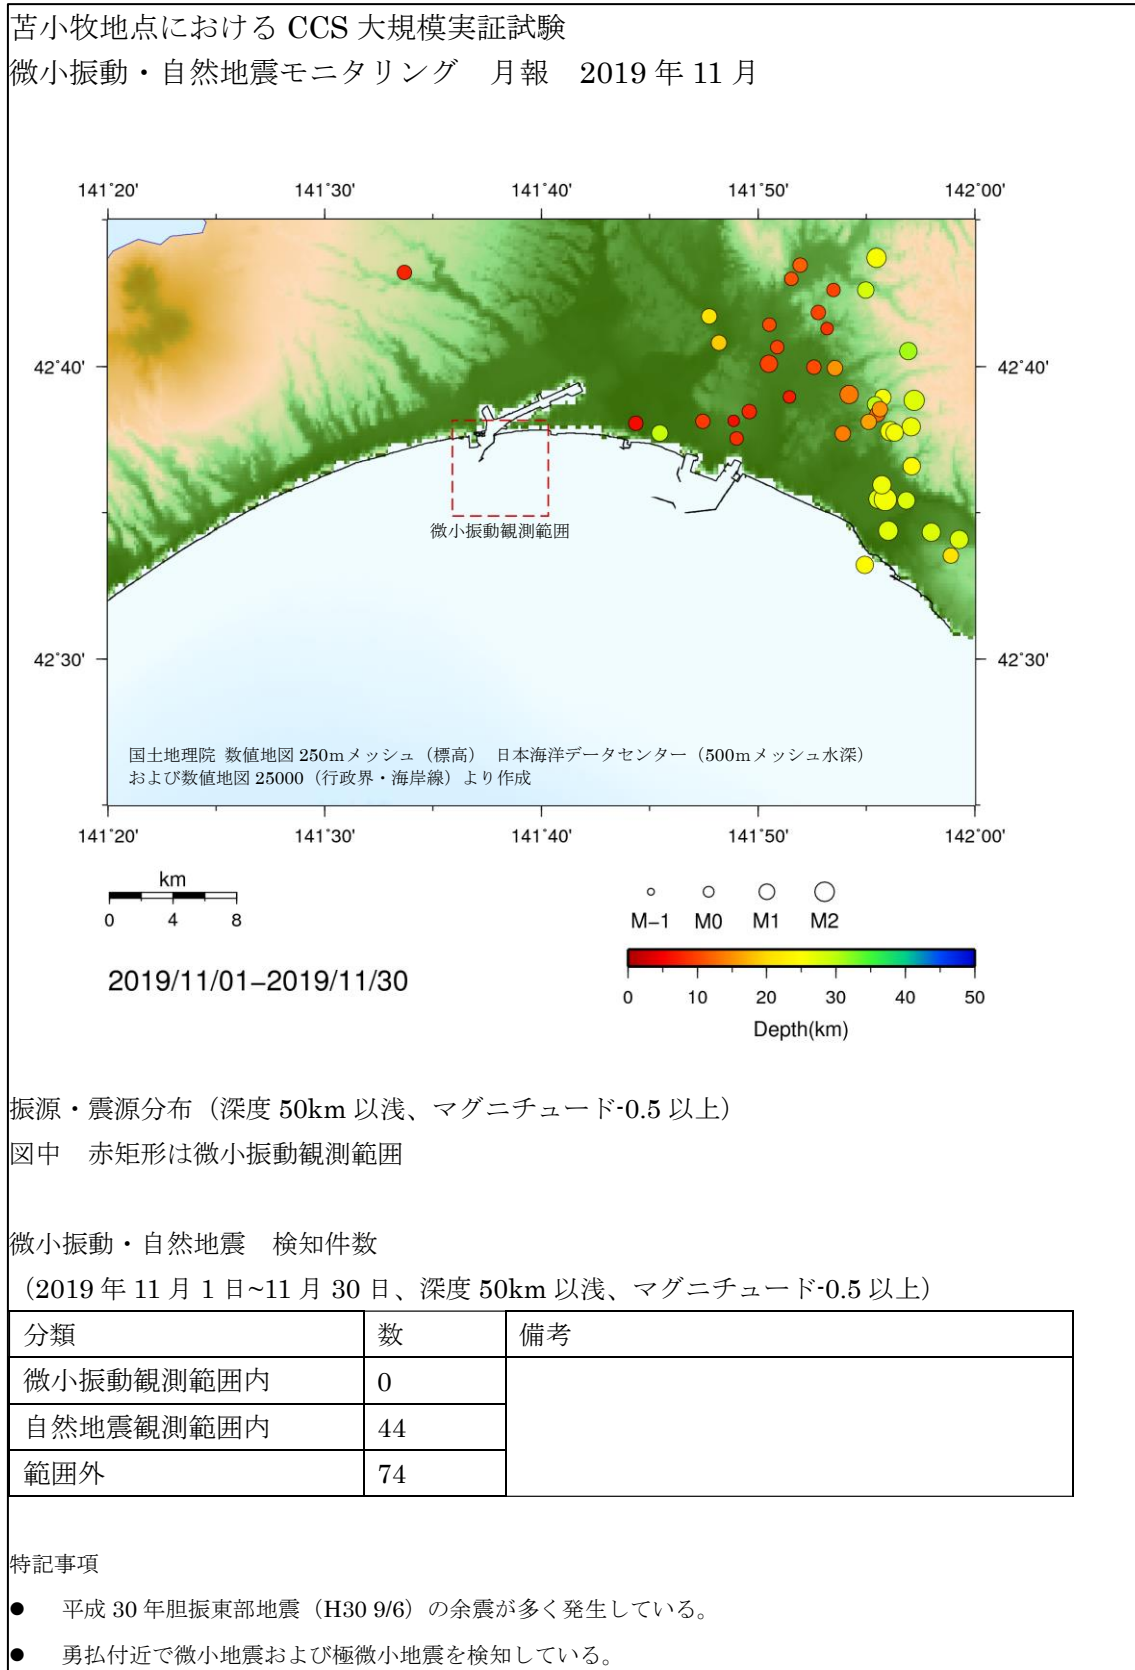 苫小牧地点における CCS 大規模実証試験
微小振動・自然地震モニタリング　月報　2019 年 11 月
141˚20' 141˚30' 141˚40' 141˚50' 142˚00'
42˚40' 42˚40'
微小振動観測範囲
42˚30' 42˚30'
国土地理院 数値地図 250mメッシュ（標高） 日本海洋データセンター（500mメッシュ水深）
および数値地図 25000（行政界・海岸線）より作成
141˚20' 141˚30' 141˚40' 141˚50' 142˚00'
km
0 4 8
M−1 M0 M1 M2
2019/11/01−2019/11/30
0 10 20 30 40 50
Depth(km)
振源・震源分布（深度 50km 以浅、マグニチュード-0.5 以上）
図中　赤矩形は微小振動観測範囲
微小振動・自然地震　検知件数
（2019 年 11 月 1 日~11 月 30 日、深度 50km 以浅、マグニチュード-0.5 以上）
分類 数 備考
微小振動観測範囲内 0
自然地震観測範囲内 44
範囲外 74
特記事項
● 平成 30 年胆振東部地震（H30 9/6）の余震が多く発生している。
● 勇払付近で微小地震および極微小地震を検知している。